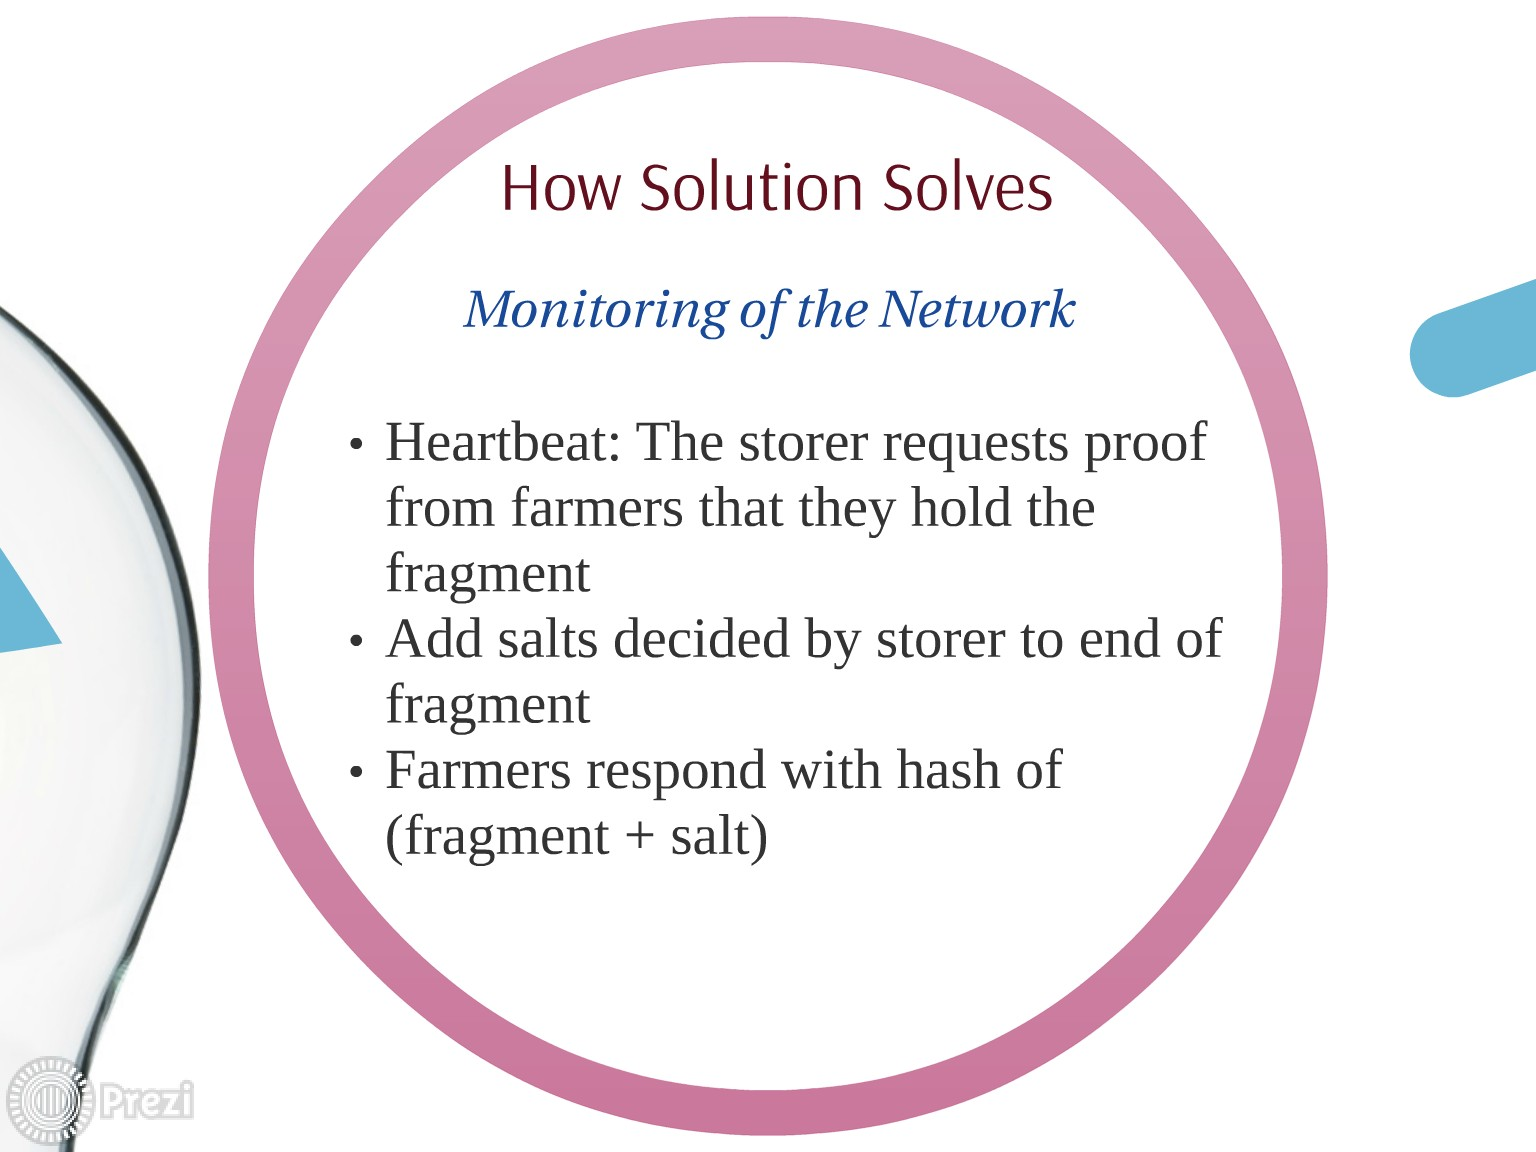 How Solution Solves
Monitoring of the Network
• Heartbeat: The storer requests proof
from farmers that they hold the
fragment
• Add salts decided by storer to end of
fragment
• Farmers respond with hash of
(fragment + salt)
Prezi